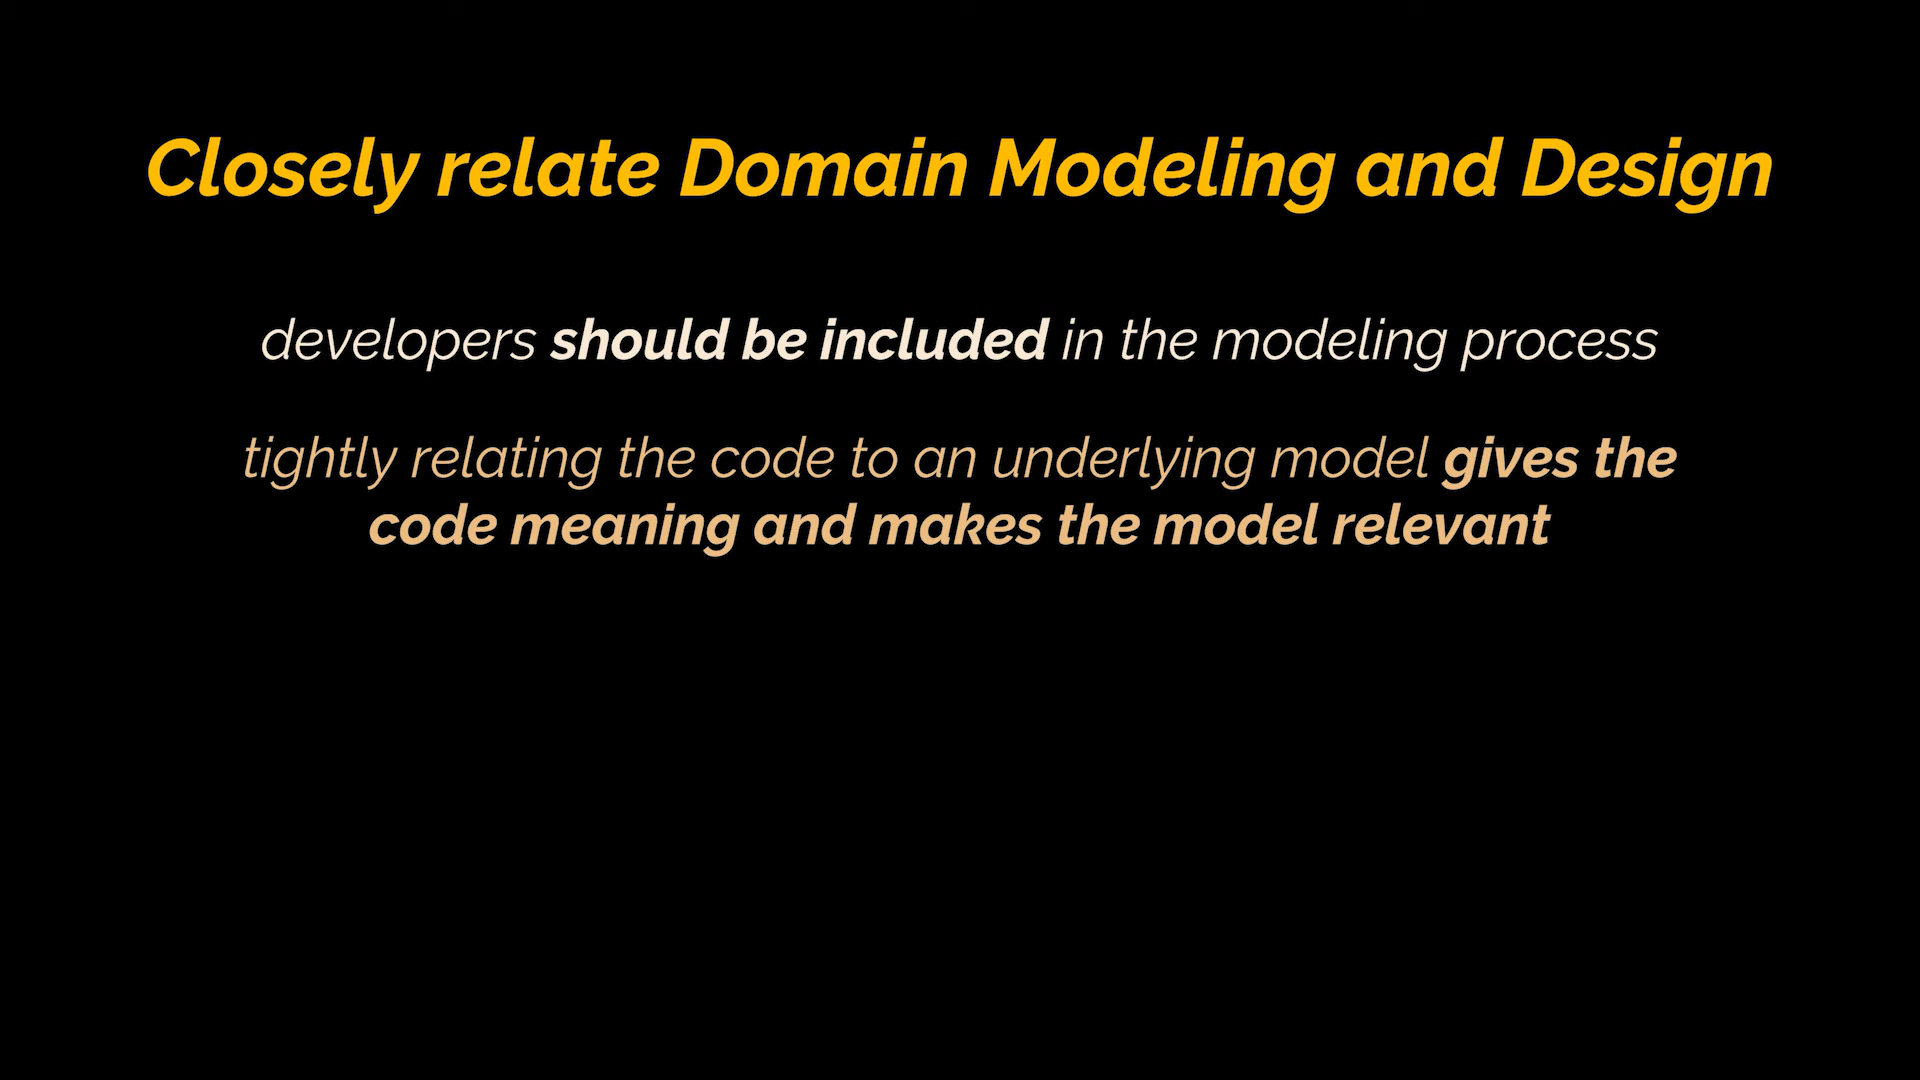 Closely relate Domain Modeling and Design
developers should be included in the modeling process
tightly relating the code to an underlying model gives the
code meaning and makes the model relevant